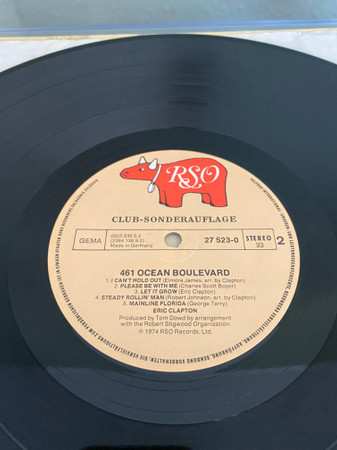 RSO
CLUB-SONDERAUFLAGE
GEMA
Made in Germany
27 523-0
STEREO
33
2
461 OCEAN BOULEVARD
1. I CAN'T HOLD OUT (Elmore James, arr. by Clapton)
2. PLEASE BE WITH ME (Charles Scott Boyer)
3. LET IT GROW (Eric Clapton)
4. STEADY ROLLIN' MAN (Robert Johnson, arr. by Clapton)
5. MAINLINE FLORIDA (George Terry)
ERIC CLAPTON
Produced by Tom Dowd by arrangement
with the Robert Stigwood Organization
℗ 1974 RSO Records, Ltd.